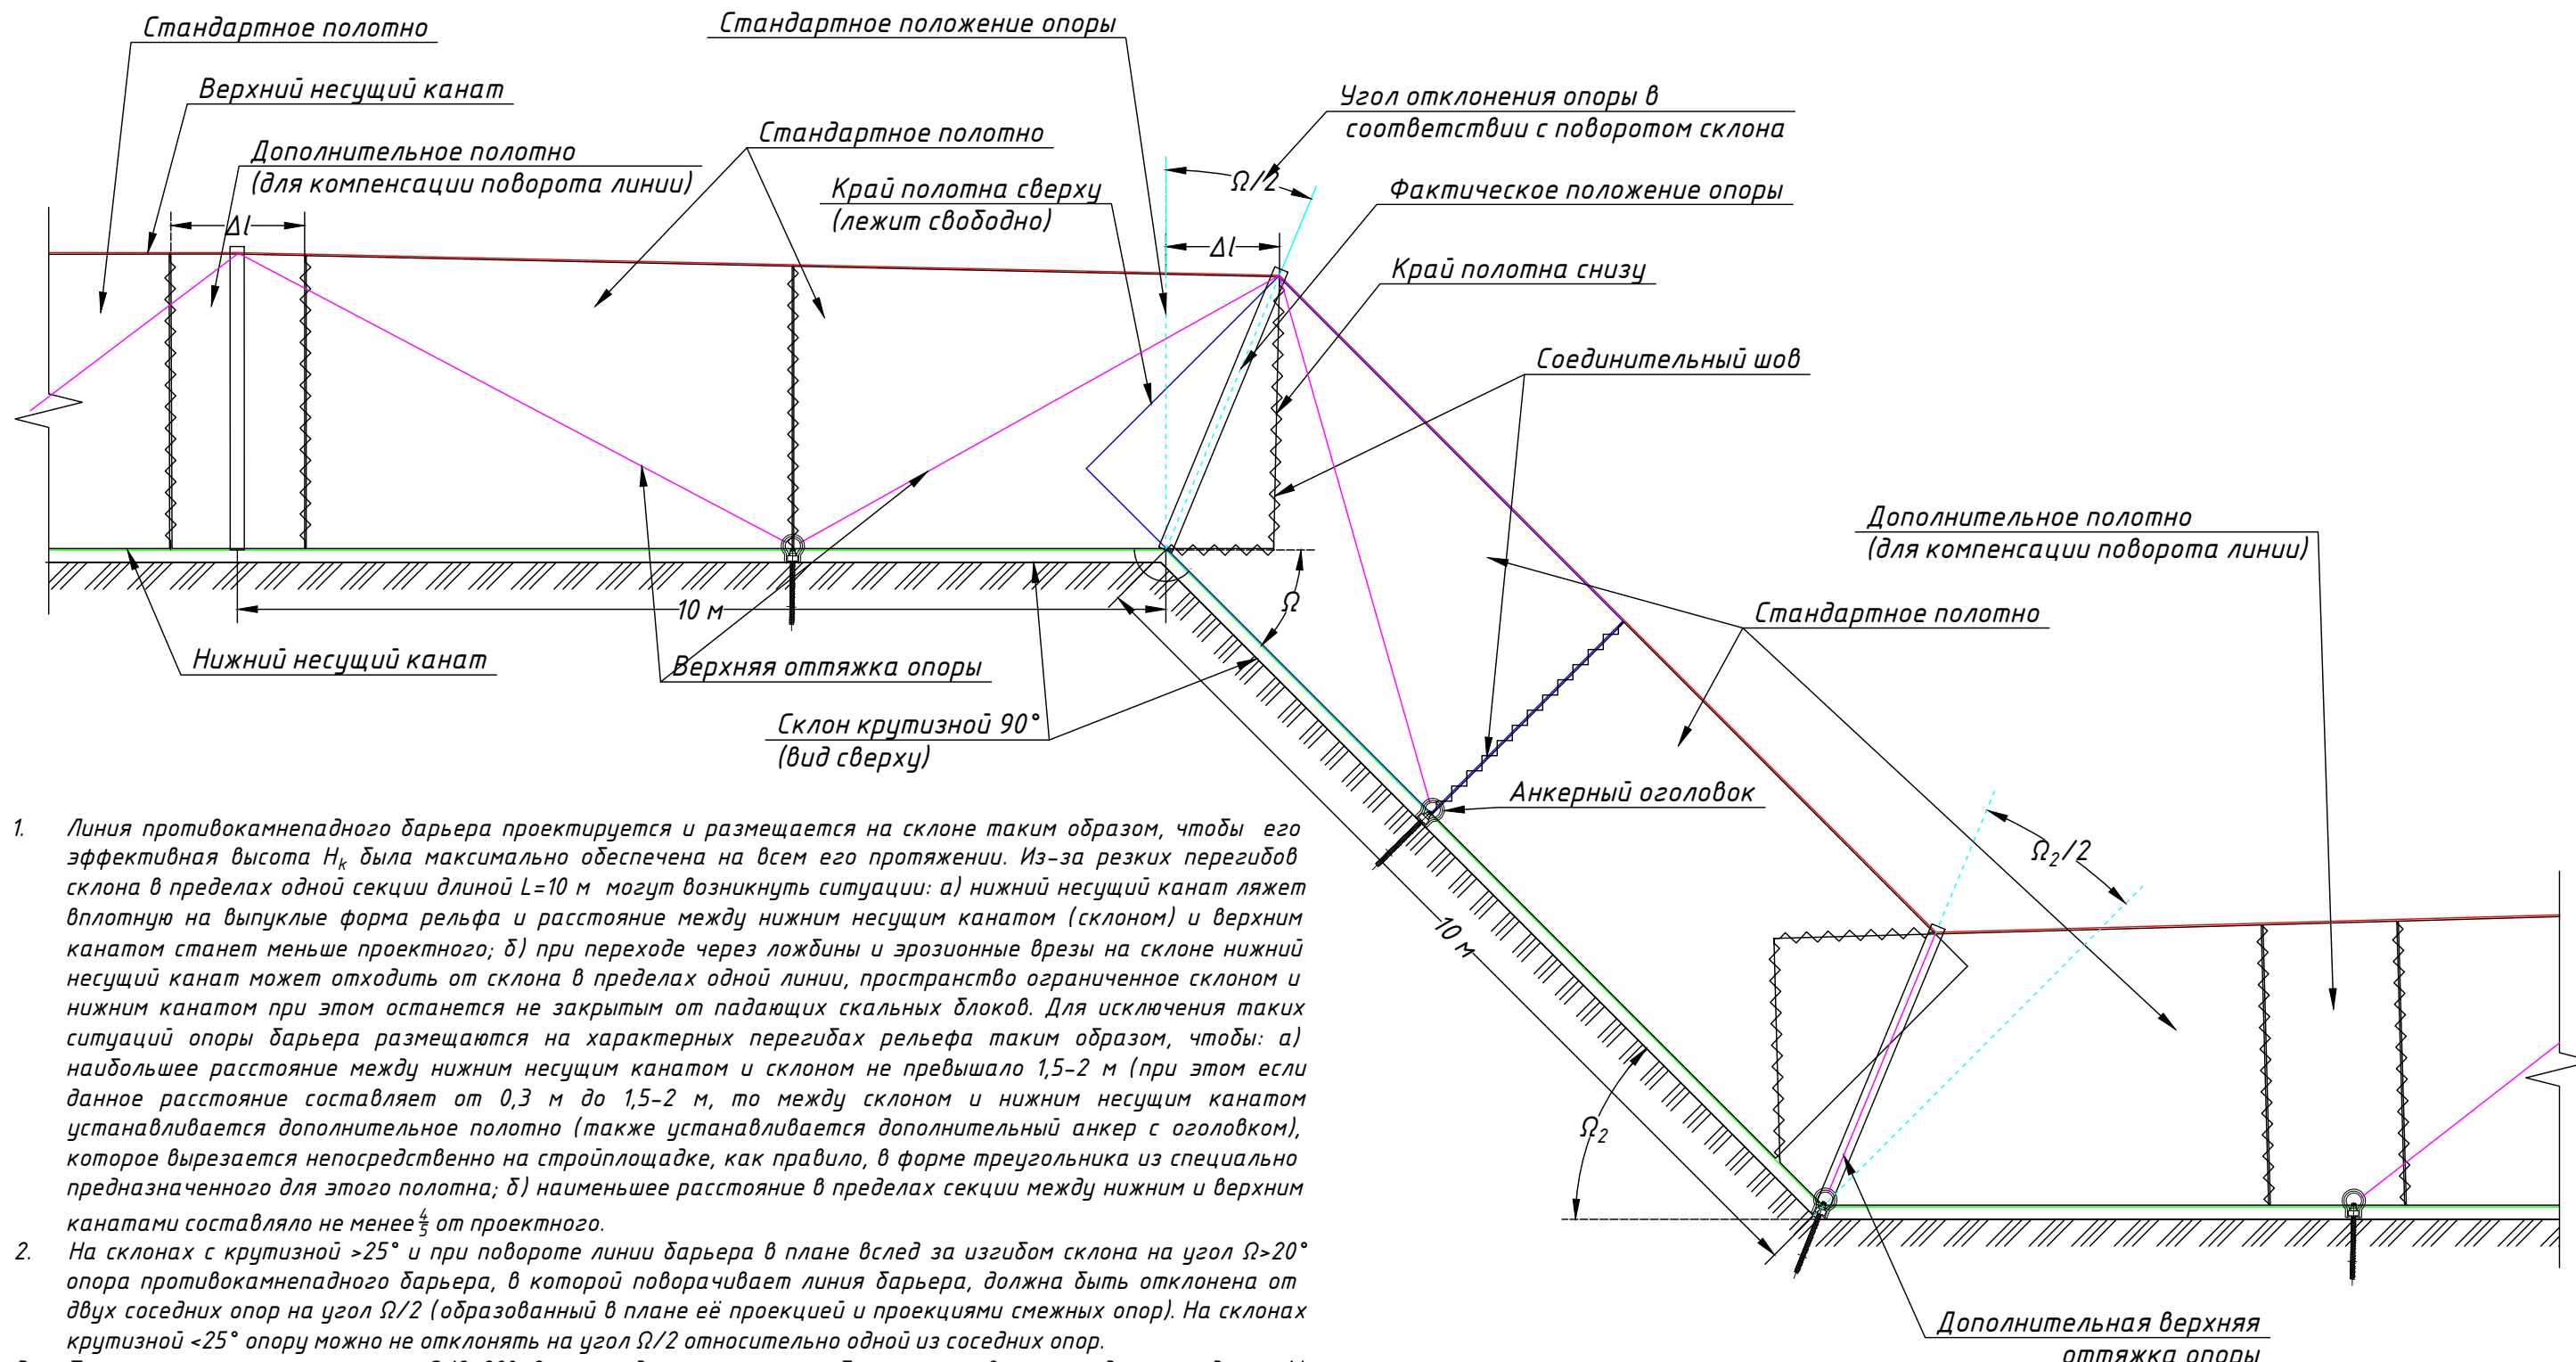 Стандартное полотно
Стандартное положение опоры
Верхний несущий канат
Угол отклонения опоры в
соответствии с поворотом склона
Стандартное полотно
Дополнительное полотно
(для компенсации поворота линии)
Край полотна сверху
(лежит свободно)
Ω/2
Фактическое положение опоры
Δl
Δl
Край полотна снизу
Соединительный шов
Дополнительное полотно
(для компенсации поворота линии)
10 м
Ω
Стандартное полотно
Нижний несущий канат
Верхняя оттяжка опоры
Склон крутизной 90°
(вид сверху)
Анкерный оголовок
Ω₂/2
10 м
Ω₂
Дополнительная верхняя
оттяжка опоры
1. Линия противокамнепадного барьера проектируется и размещается на склоне таким образом, чтобы его
эффективная высота Hk была максимально обеспечена на всем его протяжении. Из-за резких перегибов
склона в пределах одной секции длиной L=10 м могут возникнуть ситуации: а) нижний несущий канат ляжет
вплотную на выпуклые форма рельфа и расстояние между нижним несущим канатом (склоном) и верхним
канатом станет меньше проектного; б) при переходе через ложбины и эрозионные врезы на склоне нижний
несущий канат может отходить от склона в пределах одной линии, пространство ограниченное склоном и
нижним канатом при этом останется не закрытым от падающих скальных блоков. Для исключения таких
ситуаций опоры барьера размещаются на характерных перегибах рельефа таким образом, чтобы: а)
наибольшее расстояние между нижним несущим канатом и склоном не превышало 1,5-2 м (при этом если
данное расстояние составляет от 0,3 м до 1,5-2 м, то между склоном и нижним несущим канатом
устанавливается дополнительное полотно (также устанавливается дополнительный анкер с оголовком),
которое вырезается непосредственно на стройплощадке, как правило, в форме треугольника из специально
предназначенного для этого полотна; б) наименьшее расстояние в пределах секции между нижним и верхним
канатами составляло не менее 4/5 от проектного.
2. На склонах с крутизной >25° и при повороте линии барьера в плане вслед за изгибом склона на угол Ω>20°
опора противокамнепадного барьера, в которой поворачивает линия барьера, должна быть отклонена от
двух соседних опор на угол Ω/2 (образованный в плане её проекцией и проекциями смежных опор). На склонах
крутизной <25° опору можно не отклонять на угол Ω/2 относительно одной из соседних опор.